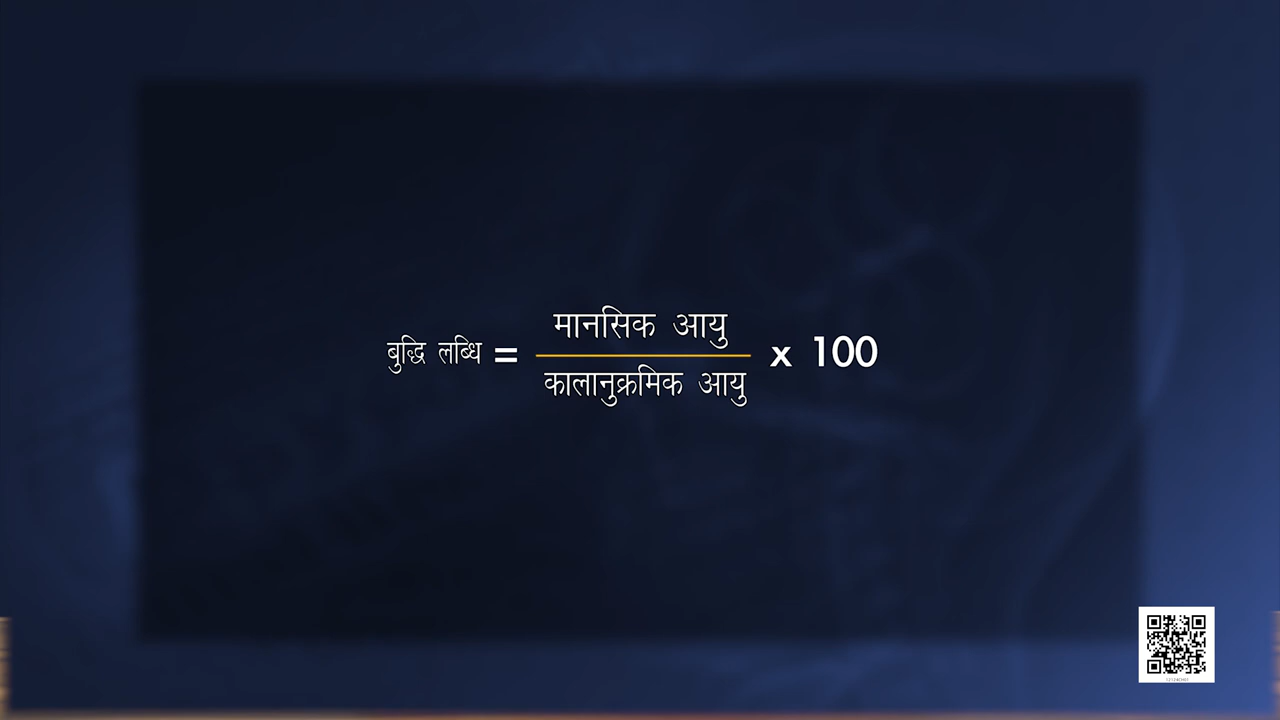 बुद्धि लब्धि = मानसिक आयु / कालानुक्रमिक आयु x 100